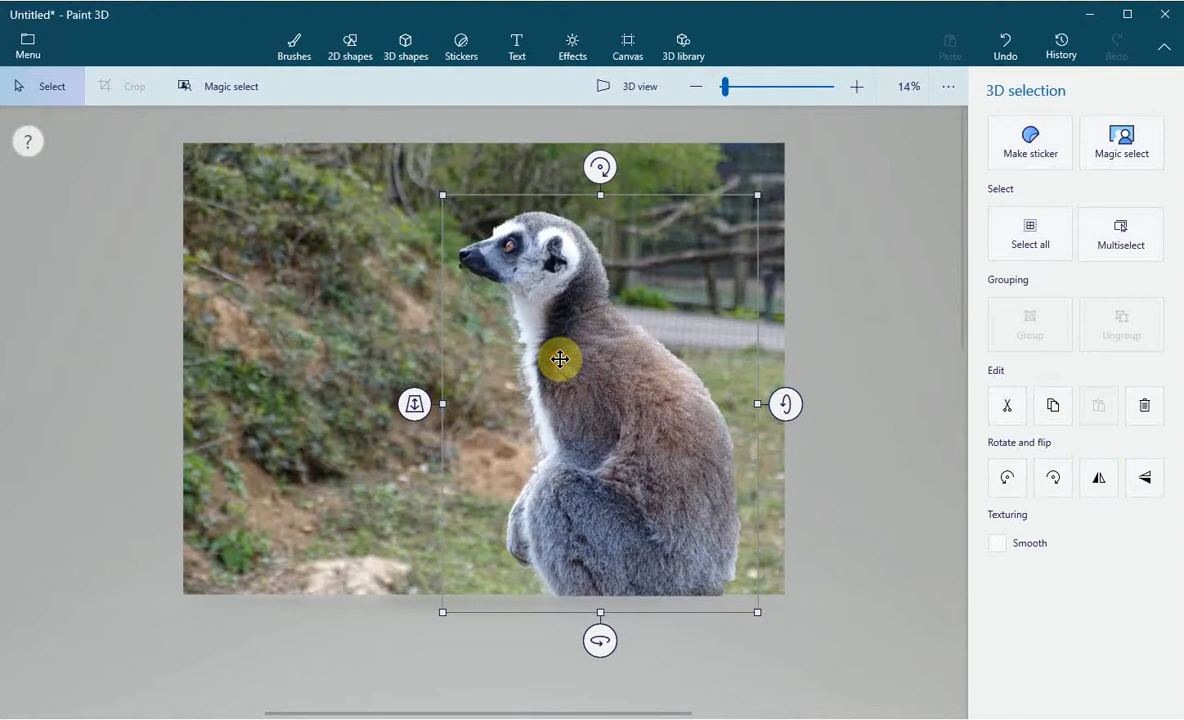 Untitled* - Paint 3D
Menu
Brushes
2D shapes
3D shapes
Stickers
Text
Effects
Canvas
3D library
Paste
Undo
History
Redo
Select
Crop
Magic select
3D view
14%
?
3D selection
Make sticker
Magic select
Select
Select all
Multiselect
Grouping
Group
Ungroup
Edit
Rotate and flip
Texturing
Smooth